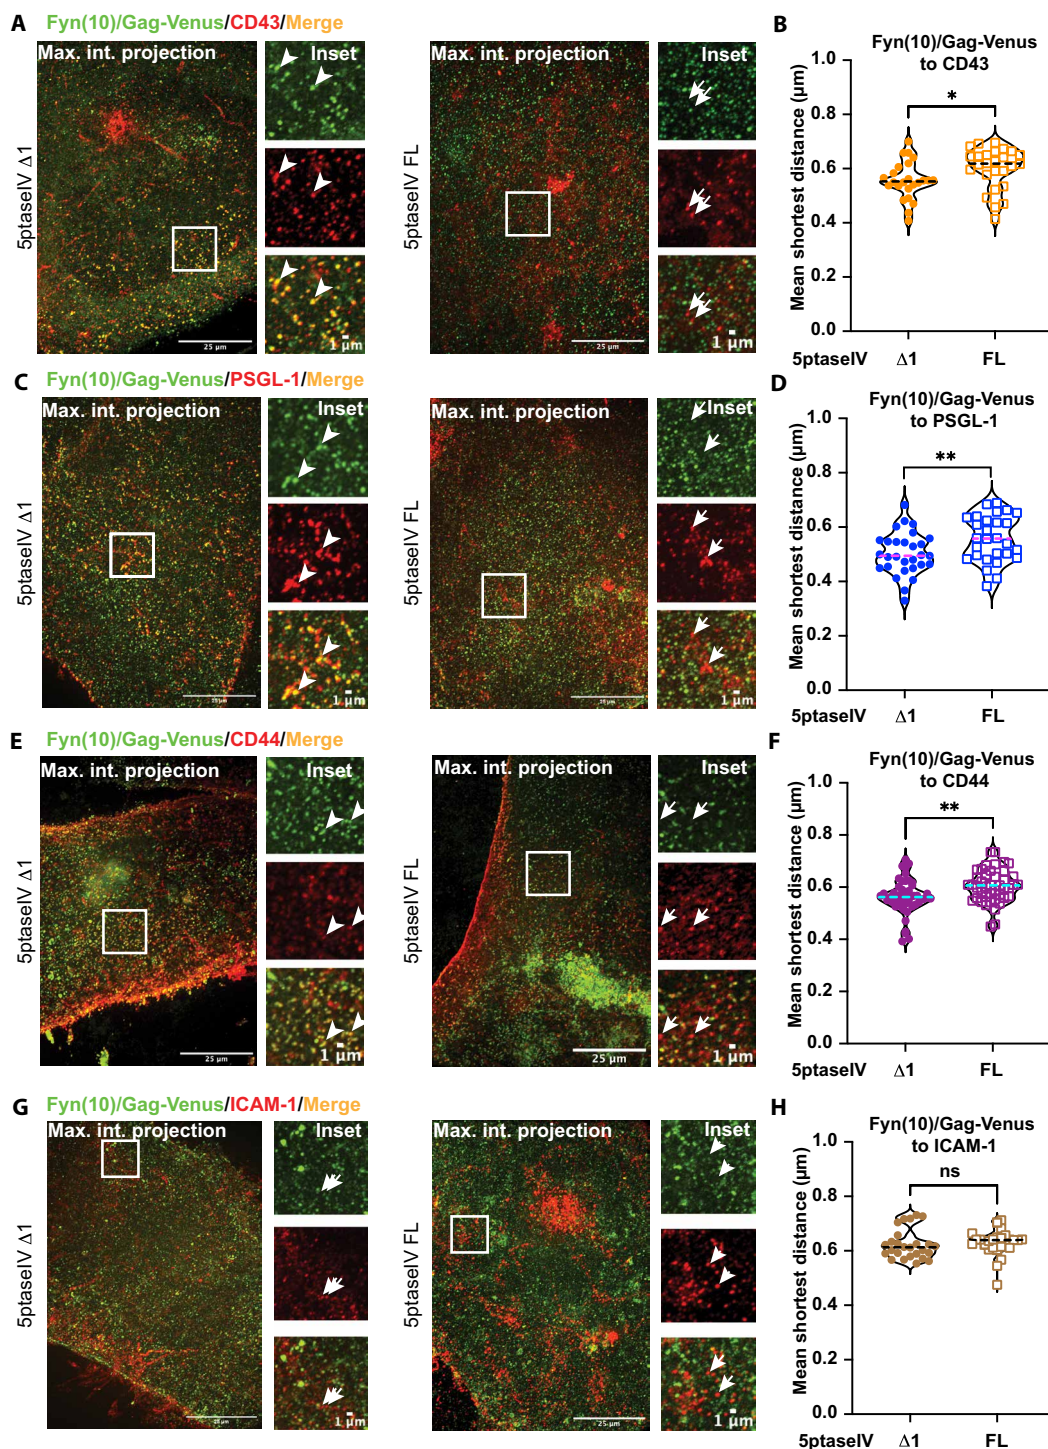 A Fyn(10)/Gag-Venus/CD43/Merge
Max. int. projection
Inset
Max. int. projection
Inset
5ptaseIV Δ1
5ptaseIV FL
25 µm
1 µm
25 µm
1 µm
B
Fyn(10)/Gag-Venus
to CD43
*
Mean shortest distance (µm)
1.0
0.8
0.6
0.4
0.2
0.0
5ptaseIV Δ1 FL
C Fyn(10)/Gag-Venus/PSGL-1/Merge
Max. int. projection
Inset
Max. int. projection
Inset
5ptaseIV Δ1
5ptaseIV FL
1 µm
25 µm
1 µm
D
Fyn(10)/Gag-Venus
to PSGL-1
**
Mean shortest distance (µm)
1.0
0.8
0.6
0.4
0.2
0.0
5ptaseIV Δ1 FL
E Fyn(10)/Gag-Venus/CD44/Merge
Max. int. projection
Inset
Max. int. projection
Inset
5ptaseIV Δ1
5ptaseIV FL
25 µm
1 µm
25 µm
1 µm
F
Fyn(10)/Gag-Venus
to CD44
**
Mean shortest distance (µm)
1.0
0.8
0.6
0.4
0.2
0.0
5ptaseIV Δ1 FL
G Fyn(10)/Gag-Venus/ICAM-1/Merge
Max. int. projection
Inset
Max. int. projection
Inset
5ptaseIV Δ1
5ptaseIV FL
25 µm
1 µm
25 µm
1 µm
H
Fyn(10)/Gag-Venus
to ICAM-1
ns
Mean shortest distance (µm)
1.0
0.8
0.6
0.4
0.2
0.0
5ptaseIV Δ1 FL